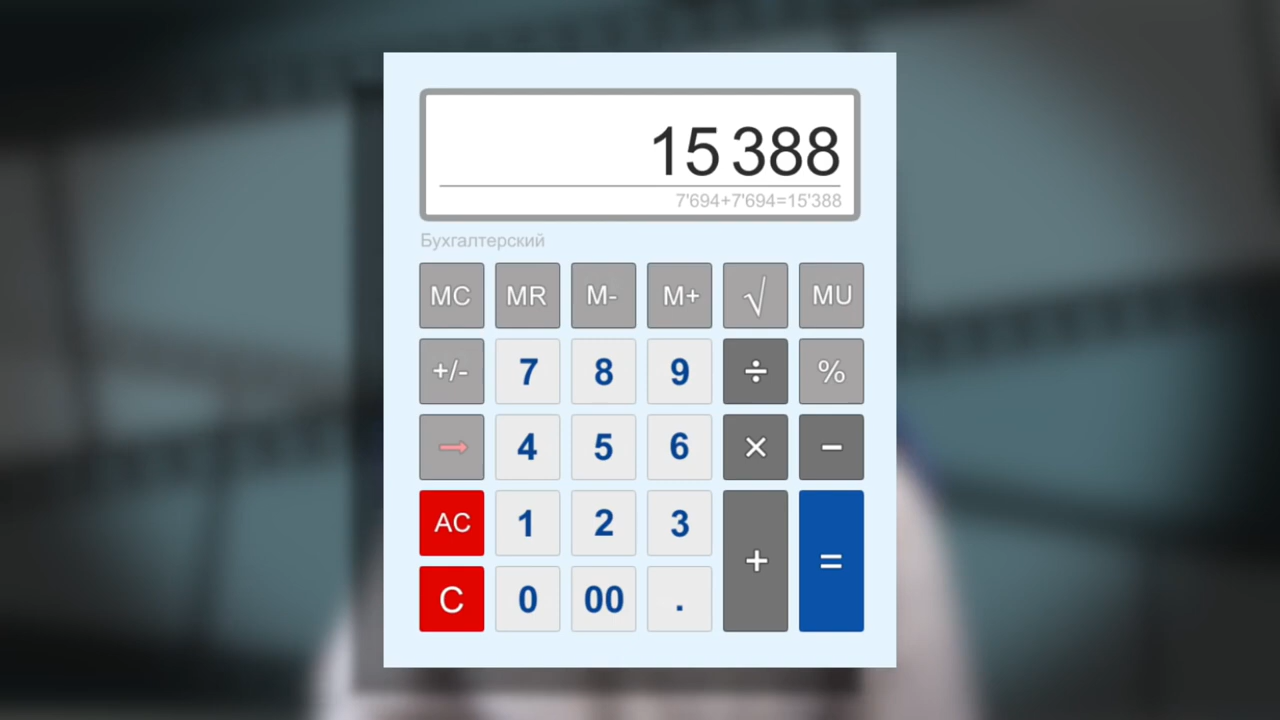 15 388
7'694+7'694=15'388
Бухгалтерский
MC MR M- M+ √ MU
+/- 7 8 9 ÷ %
→ 4 5 6 × −
AC 1 2 3 + =
C 0 00 .